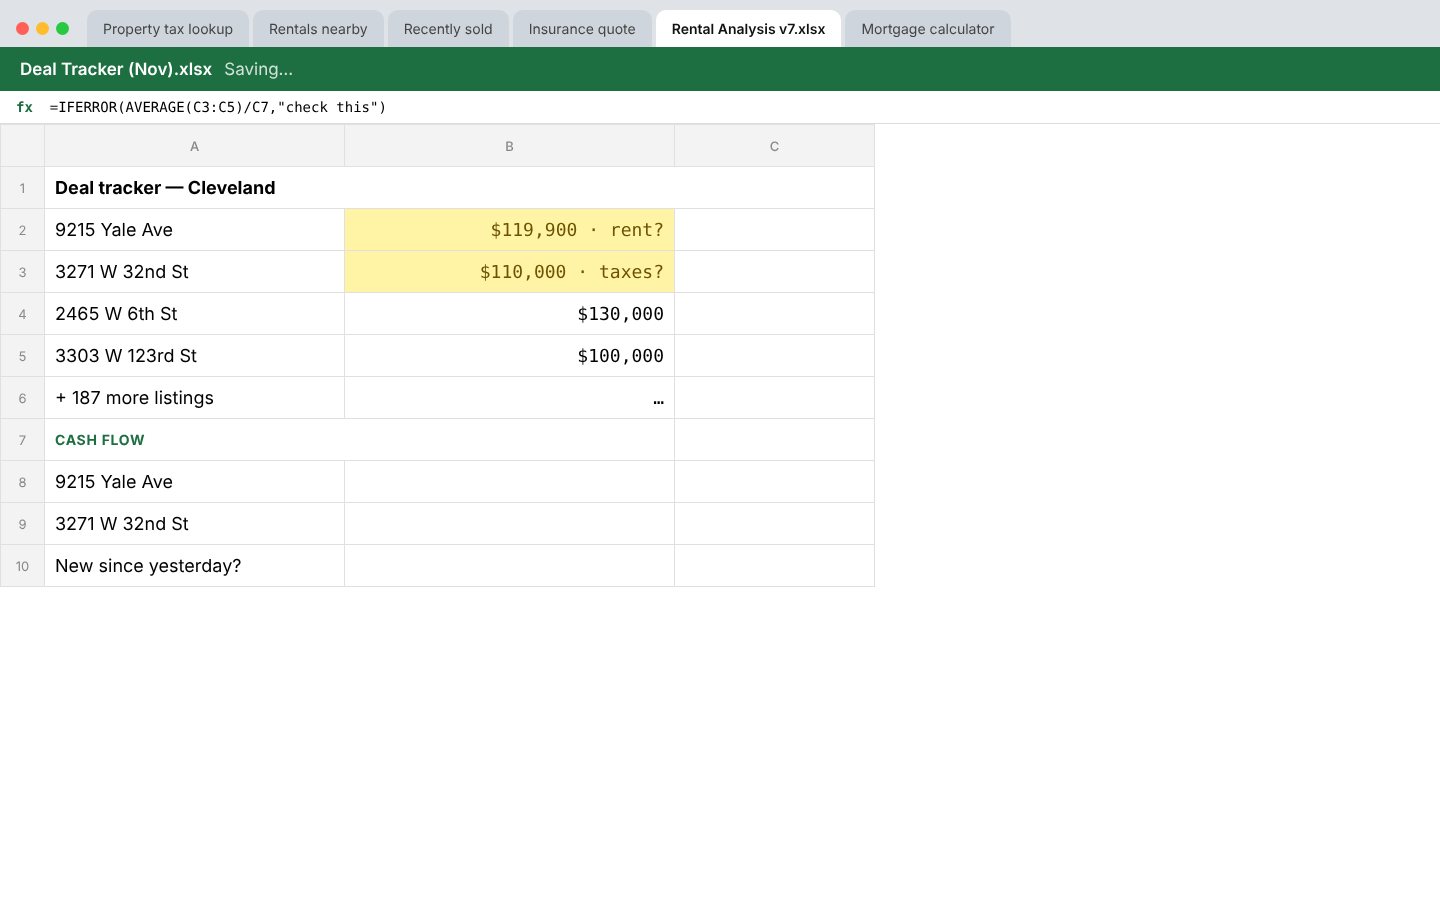 Property tax lookup
Rentals nearby
Recently sold
Insurance quote
Rental Analysis v7.xlsx
Mortgage calculator
Deal Tracker (Nov).xlsx Saving...
fx =IFERROR(AVERAGE(C3:C5)/C7,"check this")
A B C
1 Deal tracker — Cleveland
2 9215 Yale Ave $119,900 · rent?
3 3271 W 32nd St $110,000 · taxes?
4 2465 W 6th St $130,000
5 3303 W 123rd St $100,000
6 + 187 more listings …
7 CASH FLOW
8 9215 Yale Ave
9 3271 W 32nd St
10 New since yesterday?